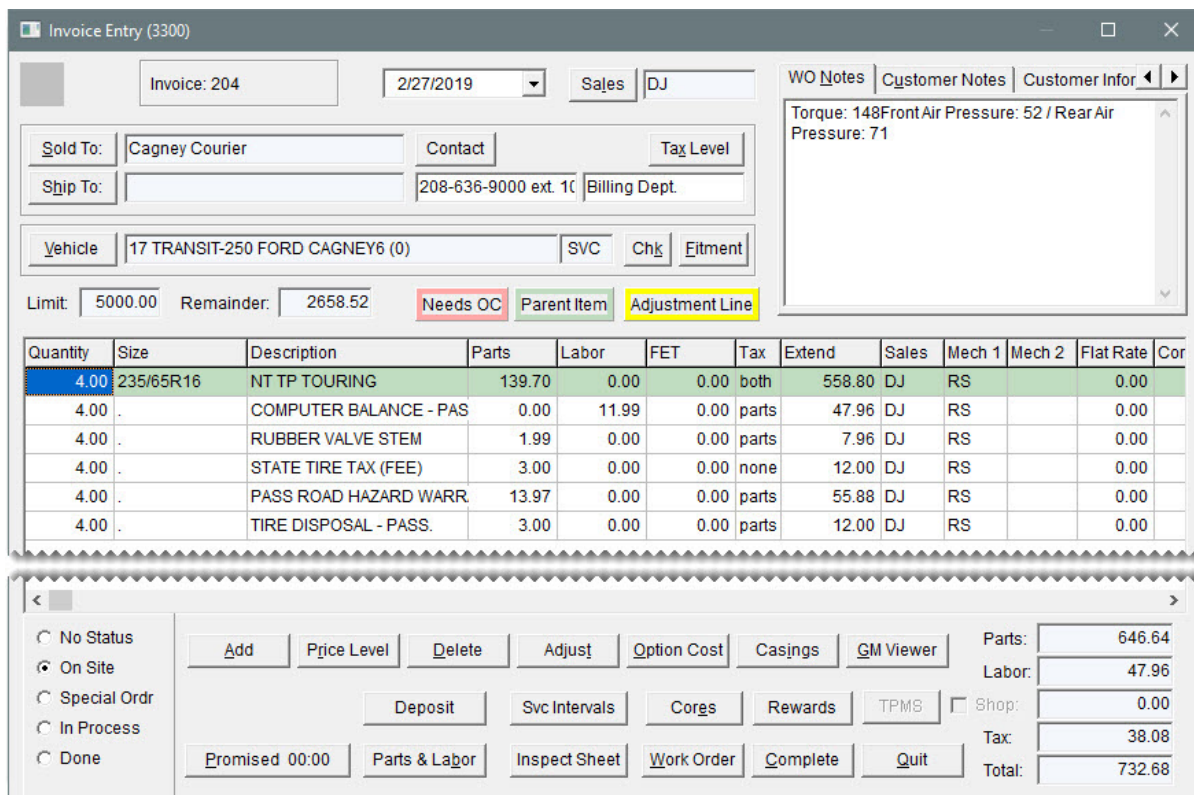 Invoice Entry (3300)
Invoice: 204
2/27/2019
Sales
DJ
WO Notes
Customer Notes
Customer Infor
Torque: 148Front Air Pressure: 52 / Rear Air
Pressure: 71
Sold To:
Cagney Courier
Contact
Tax Level
Ship To:
208-636-9000 ext. 10
Billing Dept.
Vehicle
17 TRANSIT-250 FORD CAGNEY6 (0)
SVC
Chk
Fitment
Limit: 5000.00 Remainder: 2658.52
Needs OC
Parent Item
Adjustment Line
Quantity Size Description Parts Labor FET Tax Extend Sales Mech 1 Mech 2 Flat Rate Cor
4.00 235/65R16 NT TP TOURING 139.70 0.00 0.00 both 558.80 DJ RS 0.00
4.00 . COMPUTER BALANCE - PAS 0.00 11.99 0.00 parts 47.96 DJ RS 0.00
4.00 . RUBBER VALVE STEM 1.99 0.00 0.00 parts 7.96 DJ RS 0.00
4.00 . STATE TIRE TAX (FEE) 3.00 0.00 0.00 none 12.00 DJ RS 0.00
4.00 . PASS ROAD HAZARD WARR. 13.97 0.00 0.00 parts 55.88 DJ RS 0.00
4.00 . TIRE DISPOSAL - PASS. 3.00 0.00 0.00 parts 12.00 DJ RS 0.00
No Status
On Site
Special Ordr
In Process
Done
Add Price Level Delete Adjust Option Cost Casings GM Viewer
Deposit Svc Intervals Cores Rewards TPMS
Promised 00:00 Parts & Labor Inspect Sheet Work Order Complete Quit
Parts: 646.64
Labor: 47.96
Shop: 0.00
Tax: 38.08
Total: 732.68